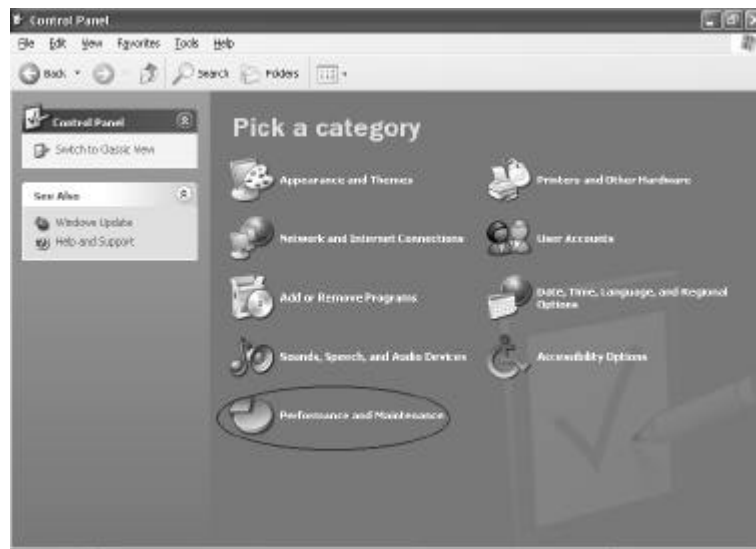 Control Panel
File Edit View Favorites Tools Help
Back Search Folders
Control Panel
Switch to Classic View
See Also
Windows Update
Help and Support
Pick a category
Appearance and Themes
Printers and Other Hardware
Network and Internet Connections
User Accounts
Add or Remove Programs
Date, Time, Language, and Regional
Options
Sounds, Speech, and Audio Devices
Accessibility Options
Performance and Maintenance